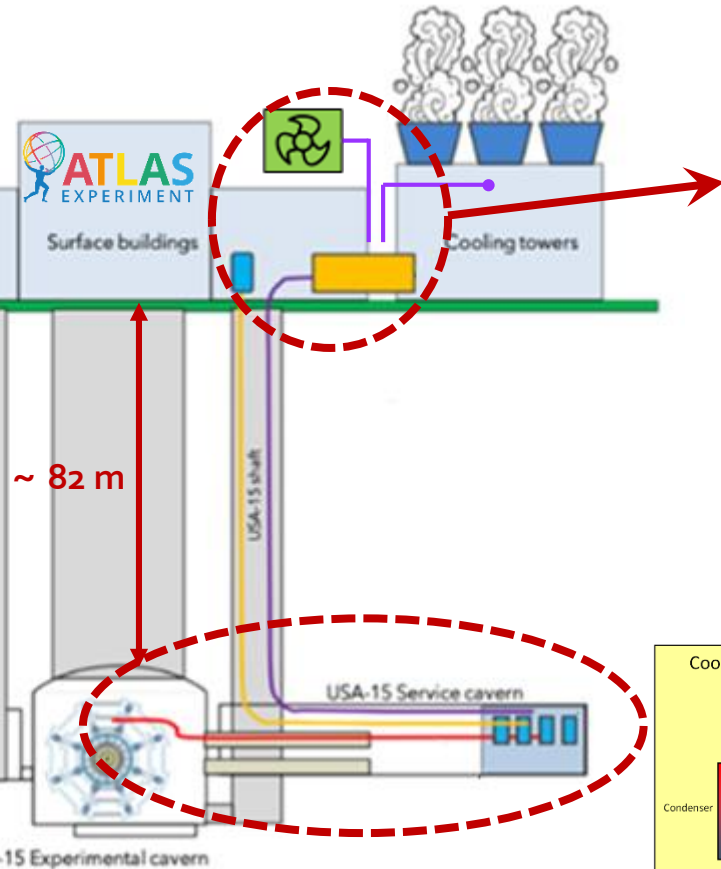 ATLAS
EXPERIMENT
Surface buildings
Cooling towers
~ 82 m
USA-15 shaft
USA-15 Service cavern
Coo
Condenser
-15 Experimental cavern